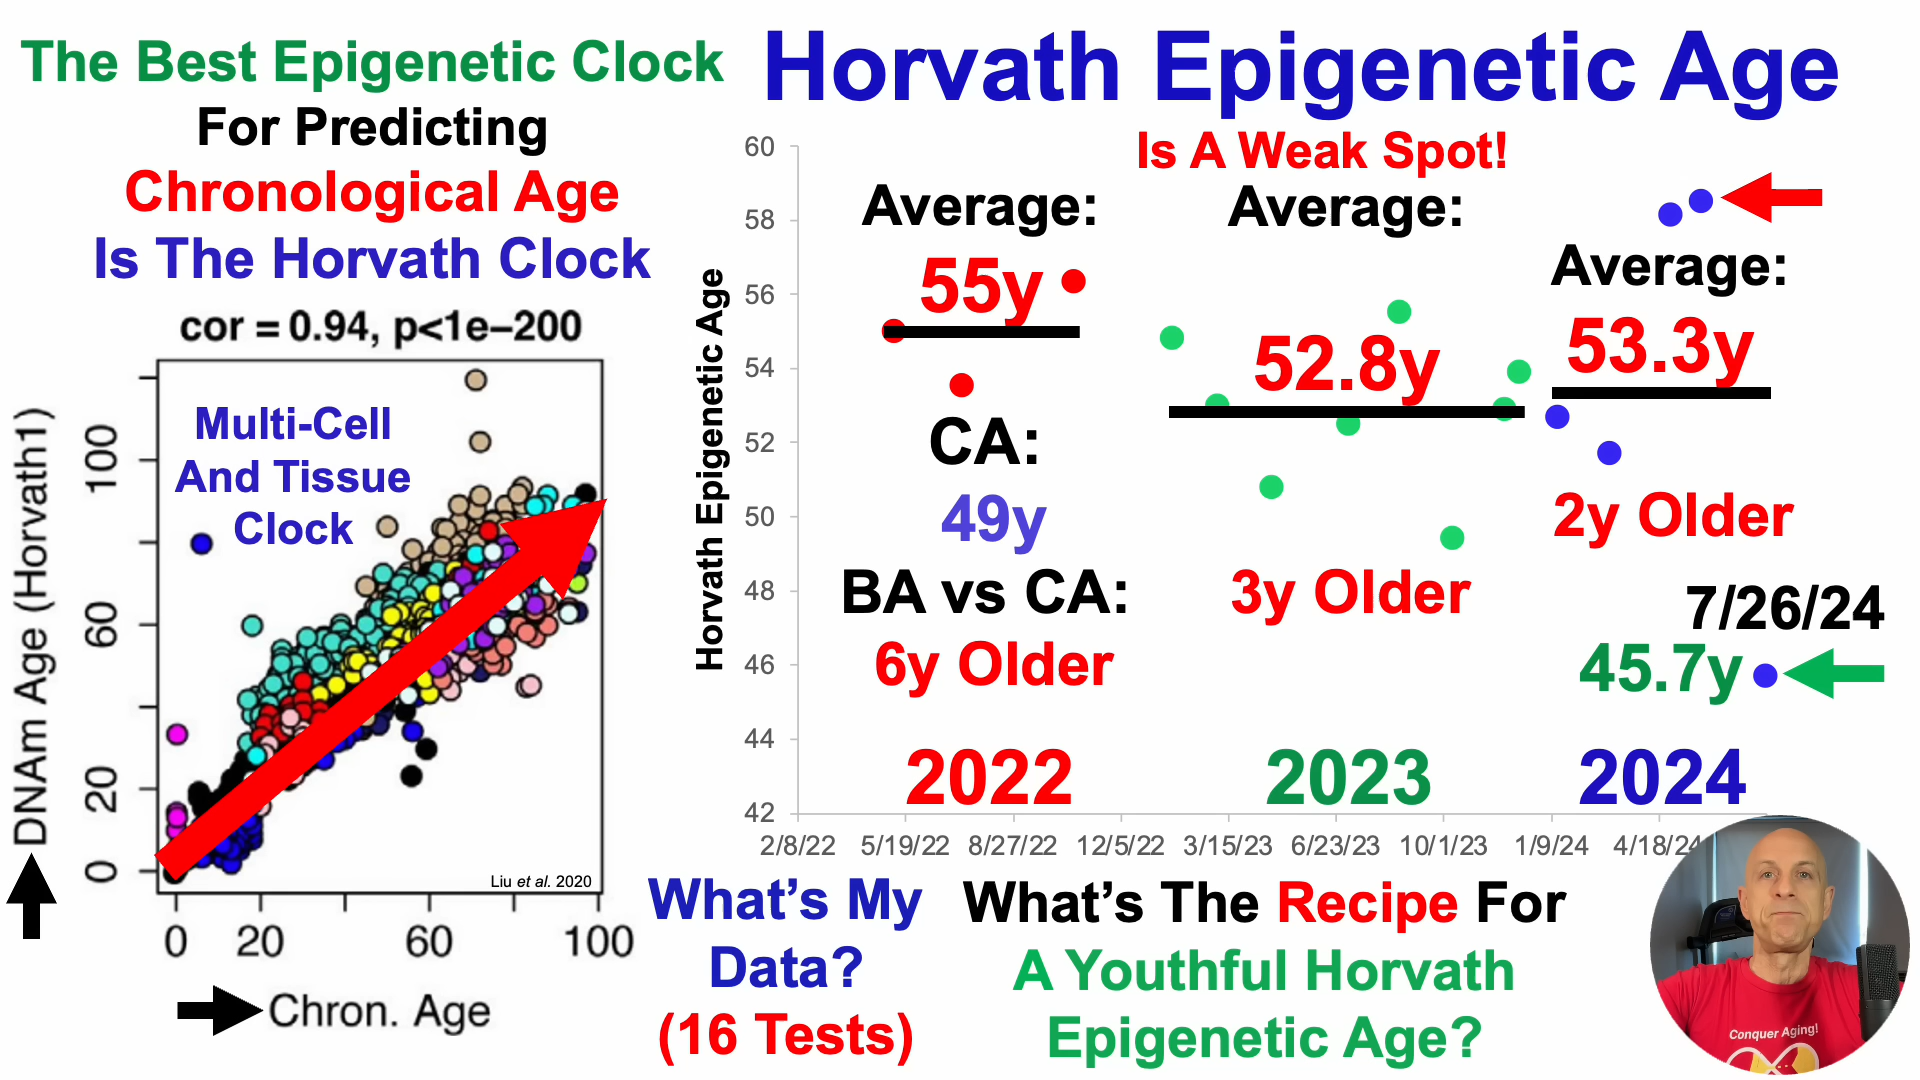 The Best Epigenetic Clock
For Predicting
Chronological Age
Is The Horvath Clock
cor = 0.94, p<1e−200
Multi-Cell
And Tissue
Clock
DNAm Age (Horvath1)
100
60
20
0
Liu et al. 2020
0 20 60 100
Chron. Age
Horvath Epigenetic Age
Is A Weak Spot!
Horvath Epigenetic Age
60
58
56
54
52
50
48
46
44
42
Average:
55y
CA:
49y
BA vs CA:
6y Older
2022
Average:
52.8y
3y Older
2023
Average:
53.3y
2y Older
7/26/24
45.7y
2024
2/8/22 5/19/22 8/27/22 12/5/22 3/15/23 6/23/23 10/1/23 1/9/24 4/18/24
What's My
Data?
(16 Tests)
What's The Recipe For
A Youthful Horvath
Epigenetic Age?
Conquer Aging!